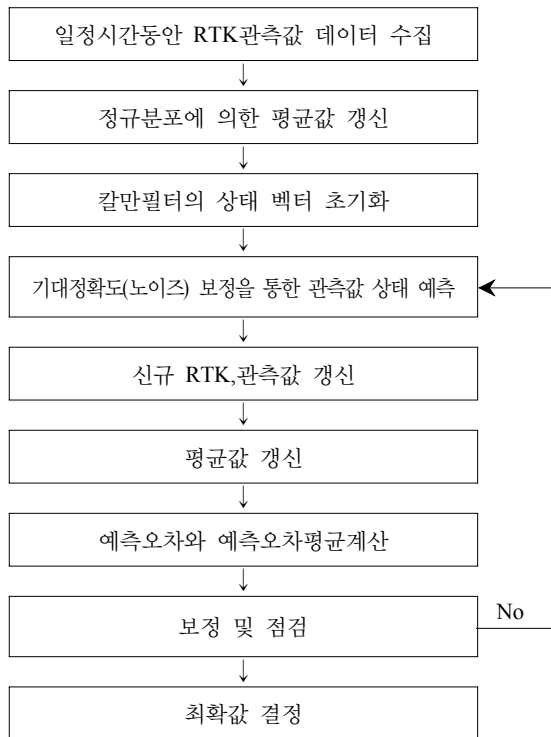 일정시간동안 RTK관측값 데이터 수집
정규분포에 의한 평균값 갱신
칼만필터의 상태 벡터 초기화
기대정확도(노이즈) 보정을 통한 관측값 상태 예측
신규 RTK,관측값 갱신
평균값 갱신
예측오차와 예측오차평균계산
보정 및 점검
No
최확값 결정